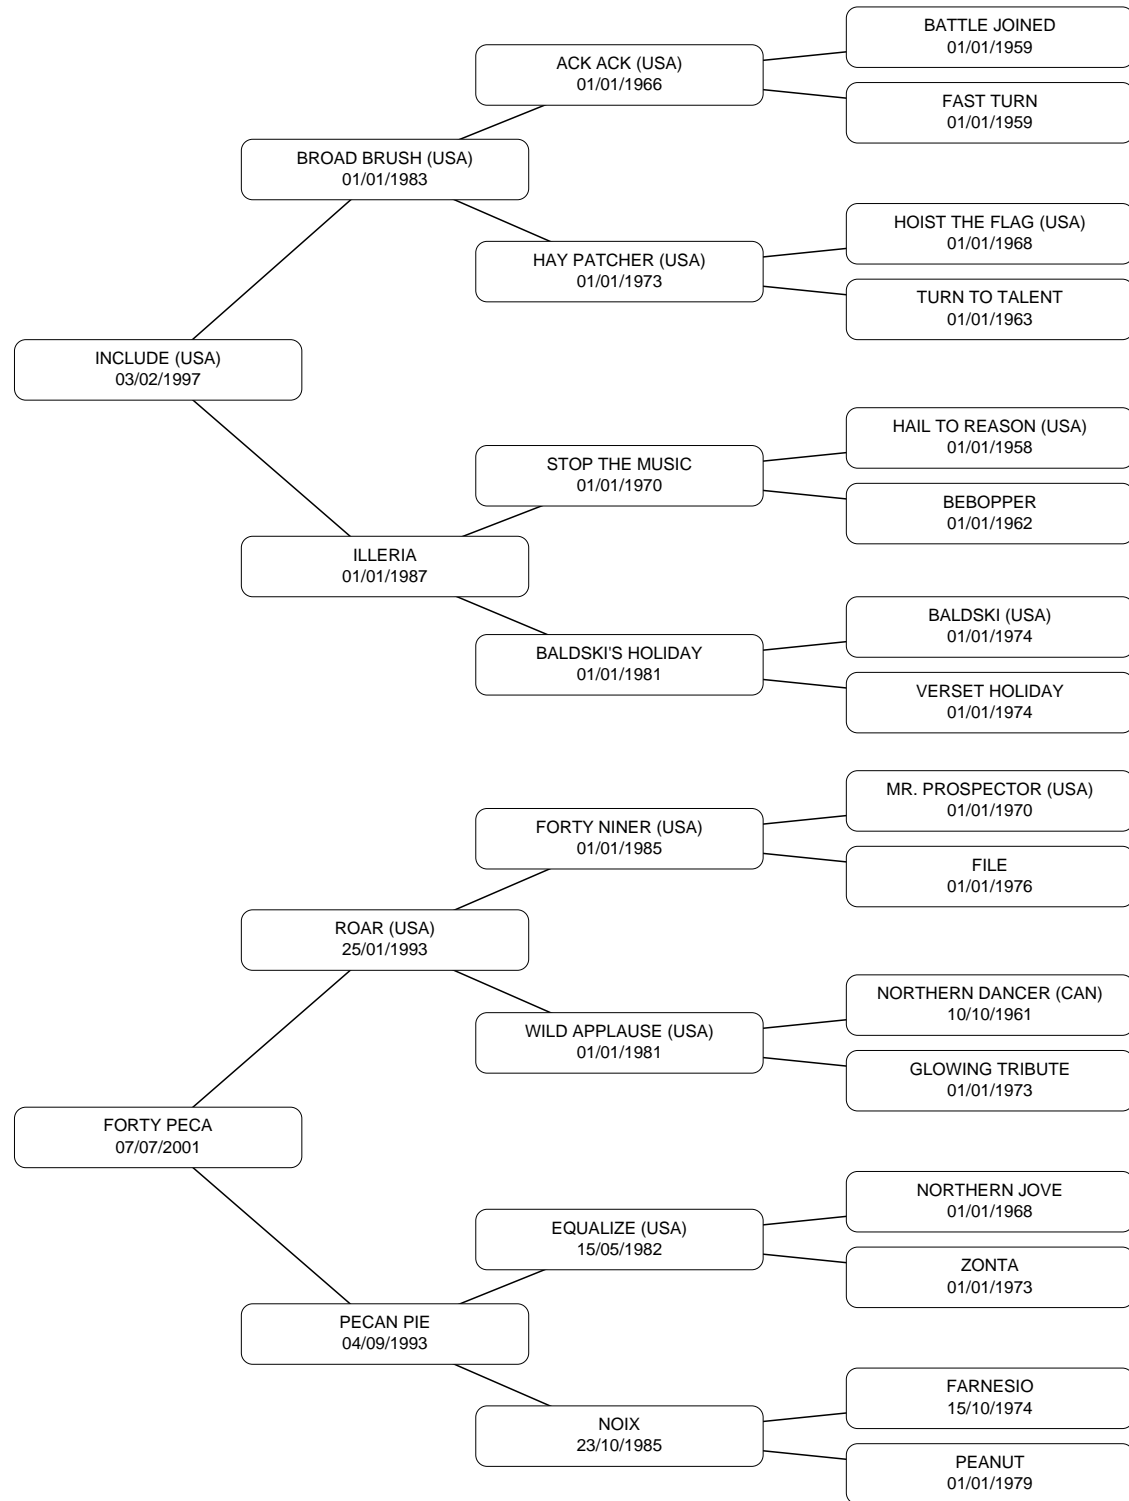 BATTLE JOINED
01/01/1959
ACK ACK (USA)
01/01/1966
FAST TURN
01/01/1959
BROAD BRUSH (USA)
01/01/1983
HOIST THE FLAG (USA)
01/01/1968
HAY PATCHER (USA)
01/01/1973
TURN TO TALENT
01/01/1963
INCLUDE (USA)
03/02/1997
HAIL TO REASON (USA)
01/01/1958
STOP THE MUSIC
01/01/1970
BEBOPPER
01/01/1962
ILLERIA
01/01/1987
BALDSKI (USA)
01/01/1974
BALDSKI'S HOLIDAY
01/01/1981
VERSET HOLIDAY
01/01/1974
MR. PROSPECTOR (USA)
01/01/1970
FORTY NINER (USA)
01/01/1985
FILE
01/01/1976
ROAR (USA)
25/01/1993
NORTHERN DANCER (CAN)
10/10/1961
WILD APPLAUSE (USA)
01/01/1981
GLOWING TRIBUTE
01/01/1973
FORTY PECA
07/07/2001
NORTHERN JOVE
01/01/1968
EQUALIZE (USA)
15/05/1982
ZONTA
01/01/1973
PECAN PIE
04/09/1993
FARNESIO
15/10/1974
NOIX
23/10/1985
PEANUT
01/01/1979